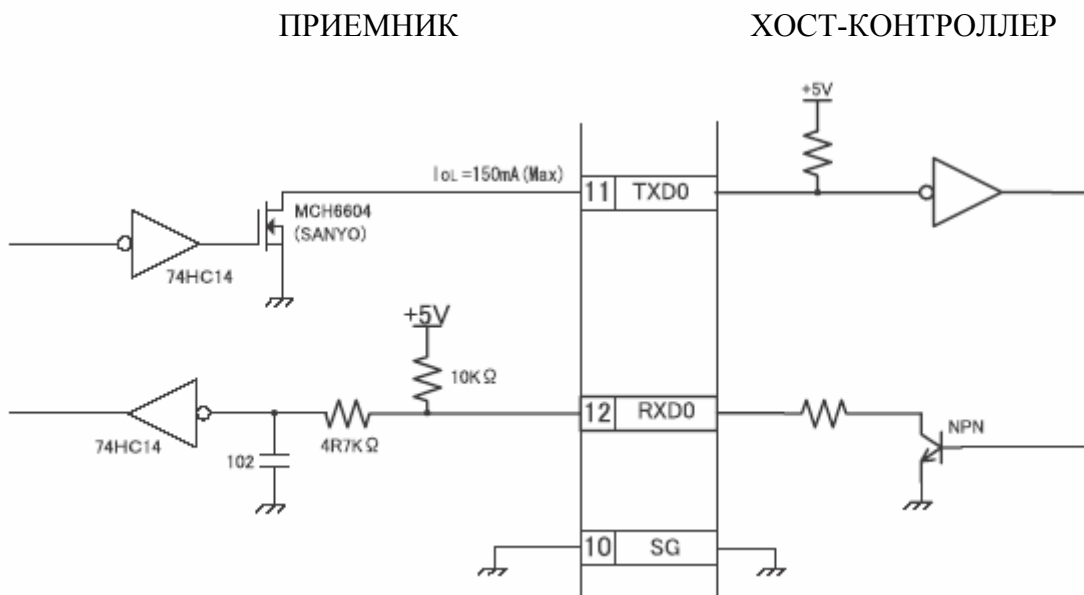 ПРИЕМНИК
ХОСТ-КОНТРОЛЛЕР
+5V
IOL=150mA(Max)
11 TXD0
MCH6604
(SANYO)
74HC14
+5V
10KΩ
12 RXD0
NPN
74HC14
4R7KΩ
102
10 SG